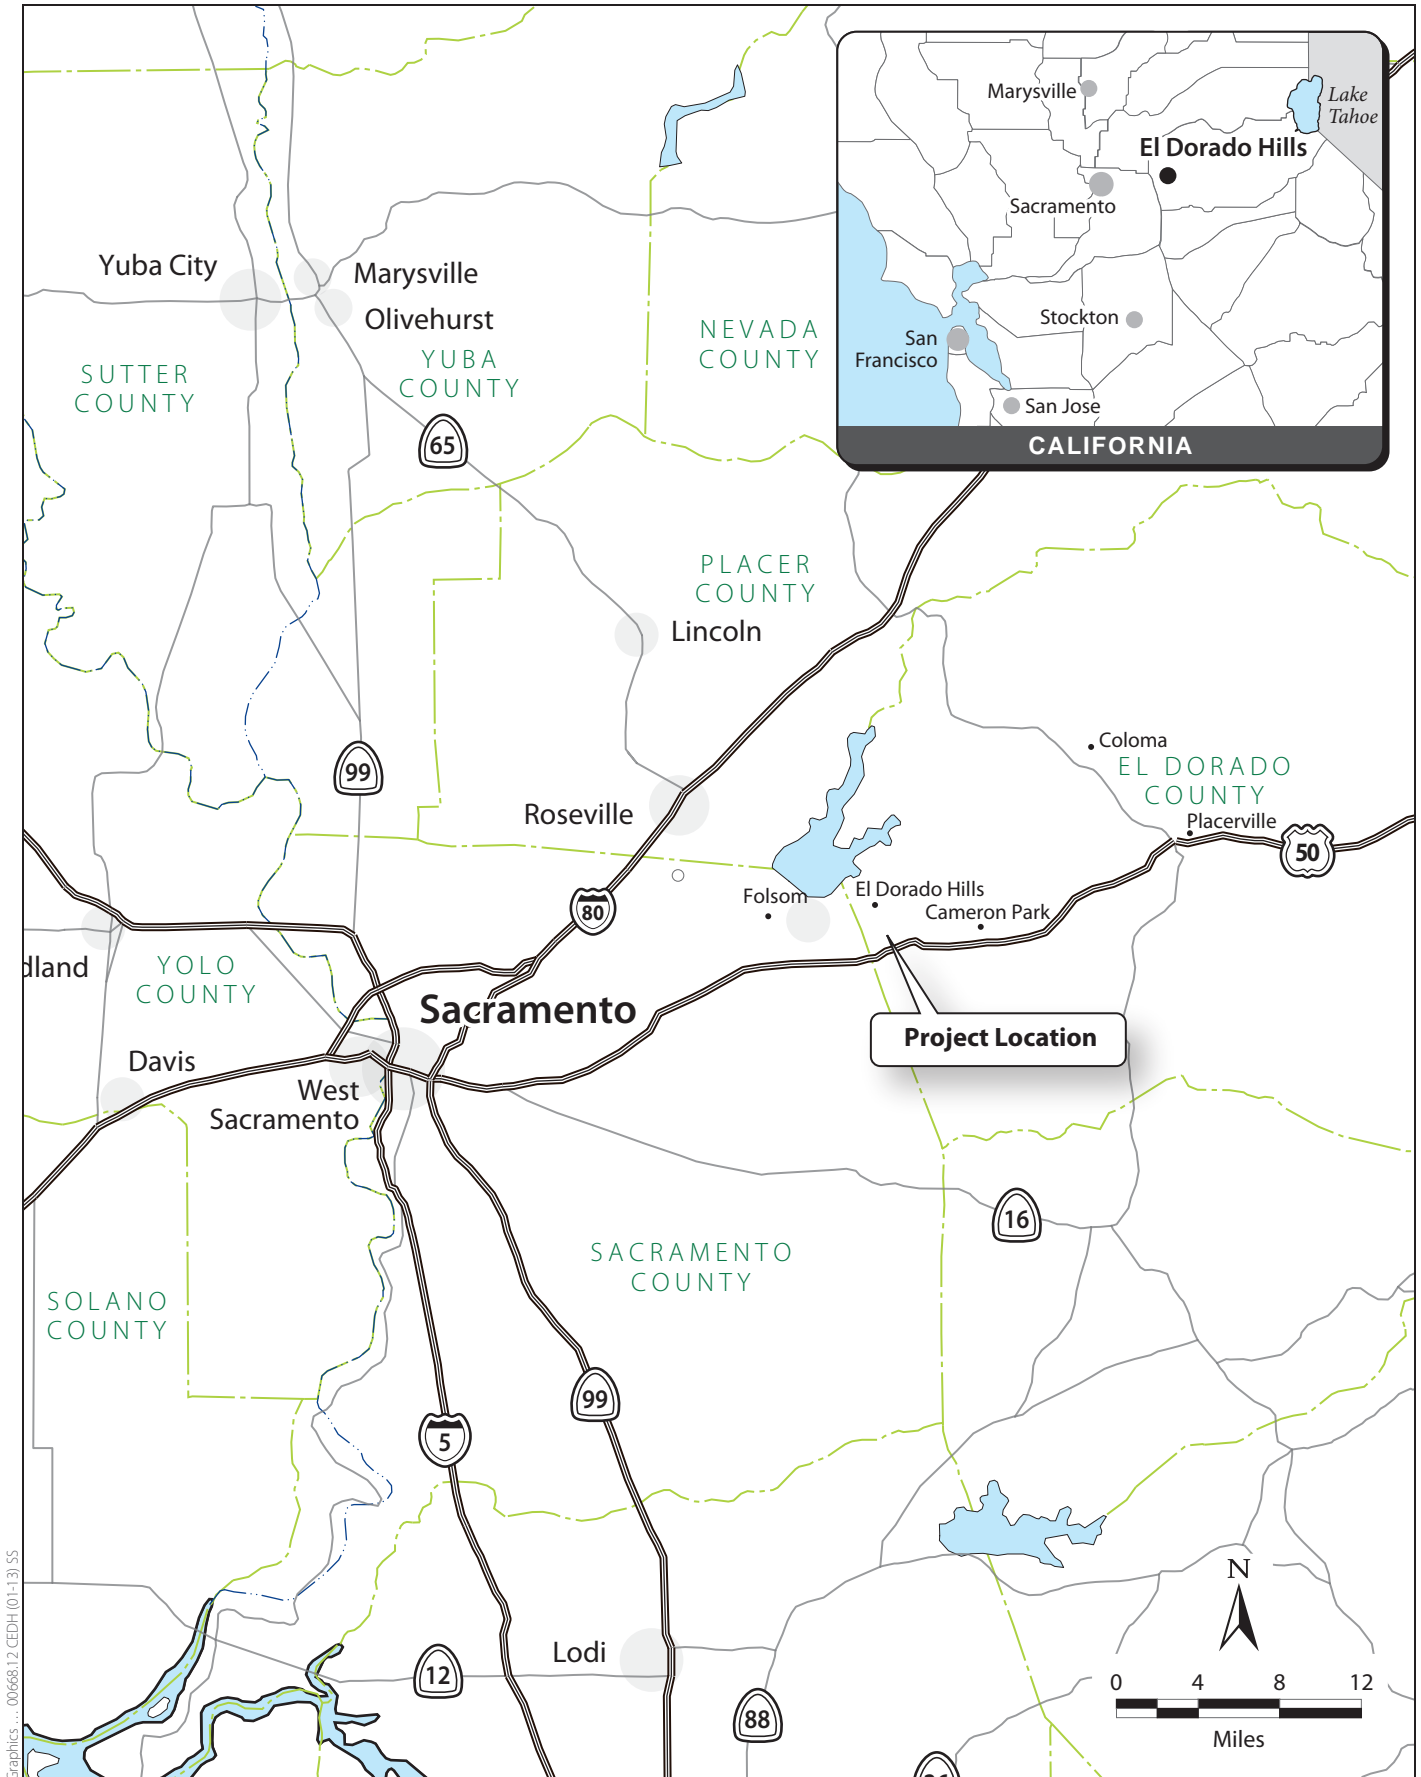 Marysville
Lake
Tahoe
El Dorado Hills
Sacramento
Stockton
San
Francisco
San Jose
CALIFORNIA
Yuba City
Marysville
Olivehurst
NEVADA
COUNTY
YUBA
COUNTY
SUTTER
COUNTY
65
PLACER
COUNTY
Lincoln
99
Coloma
EL DORADO
COUNTY
Placerville
Roseville
50
80
Folsom
El Dorado Hills
Cameron Park
dland
YOLO
COUNTY
Sacramento
Project Location
Davis
West
Sacramento
16
SACRAMENTO
COUNTY
SOLANO
COUNTY
99
5
N
Lodi
12
88
0 4 8 12
Miles
Graphics … 00668.12 CEDH (01-13) SS